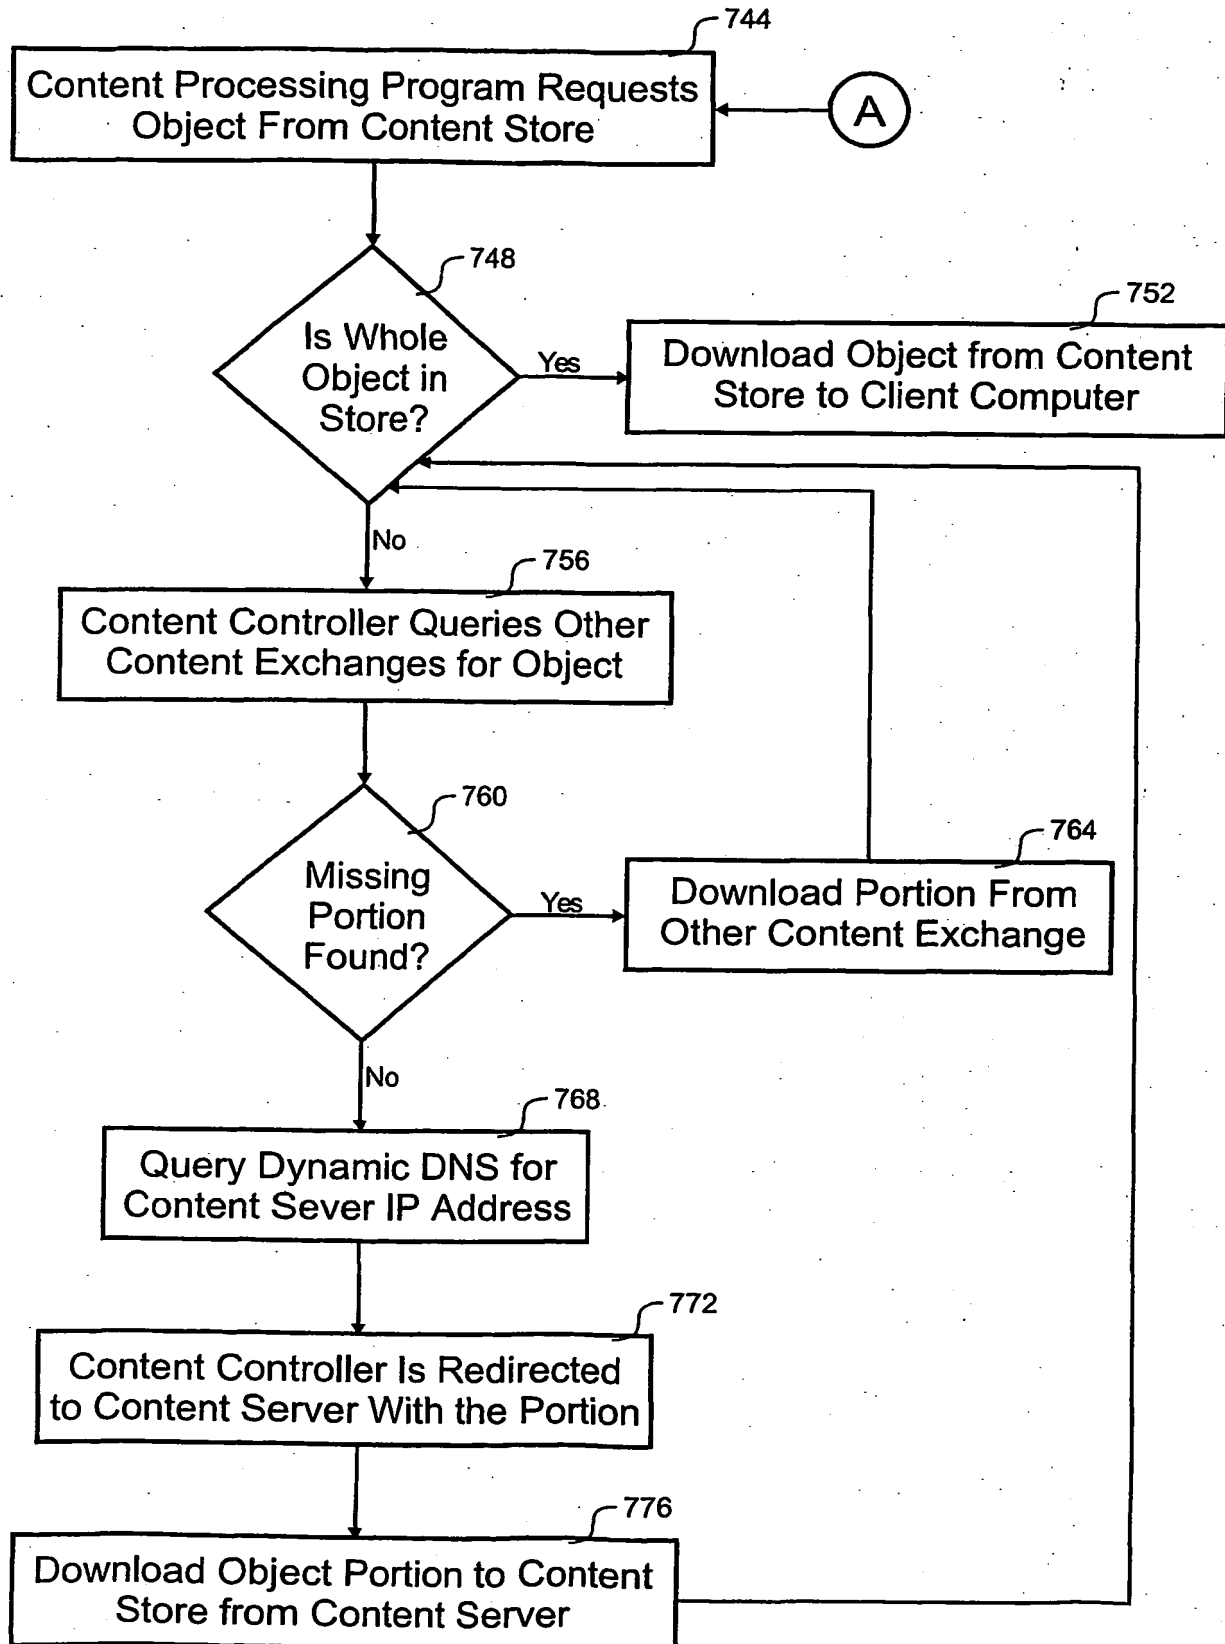 744
Content Processing Program Requests
Object From Content Store
A
748
Is Whole
Object in
Store?
Yes
752
Download Object from Content
Store to Client Computer
No
756
Content Controller Queries Other
Content Exchanges for Object
760
Missing
Portion
Found?
Yes
764
Download Portion From
Other Content Exchange
No
768
Query Dynamic DNS for
Content Sever IP Address
772
Content Controller Is Redirected
to Content Server With the Portion
776
Download Object Portion to Content
Store from Content Server